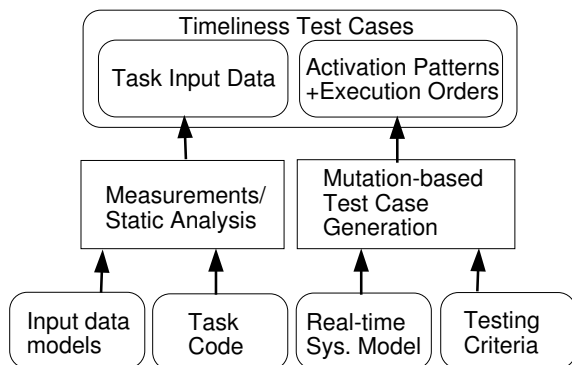 Timeliness Test Cases
Task Input Data
Activation Patterns
+Execution Orders
Measurements/
Static Analysis
Mutation-based
Test Case
Generation
Input data
models
Task
Code
Real-time
Sys. Model
Testing
Criteria